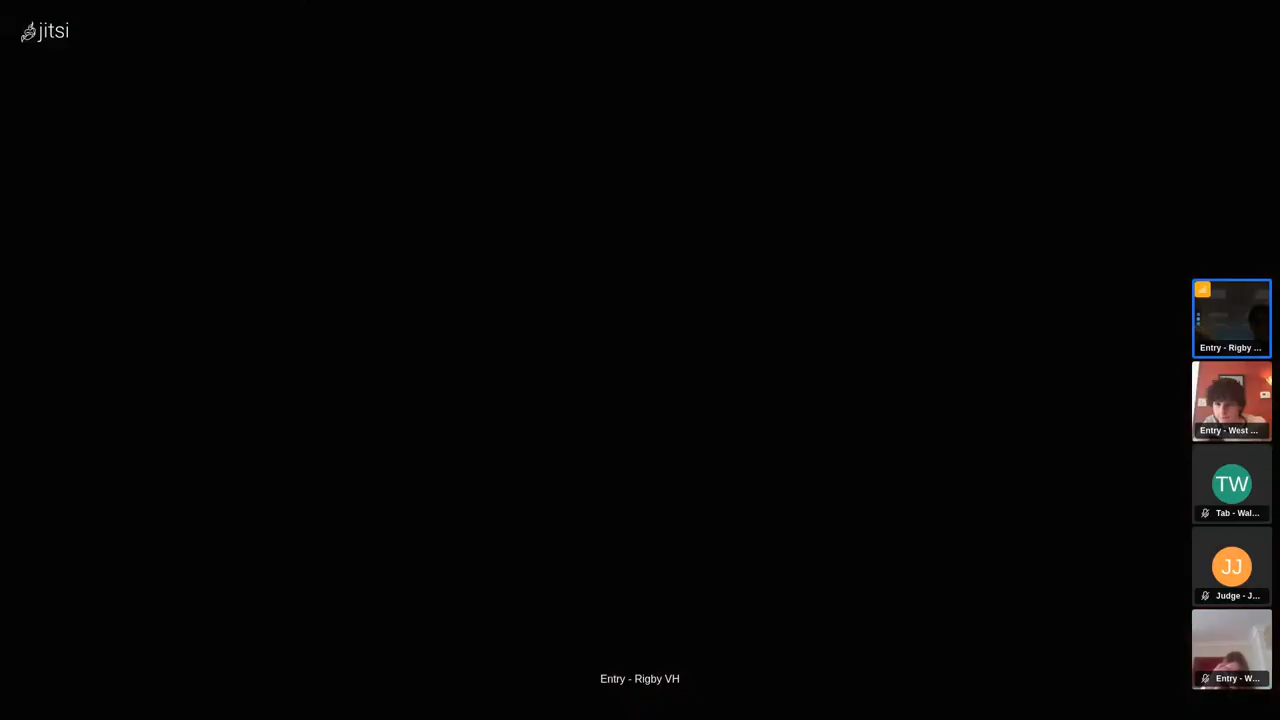 jitsi
Entry - Rigby ...
Entry - West ...
TW
Tab - Wal...
JJ
Judge - J...
Entry - W...
Entry - Rigby VH